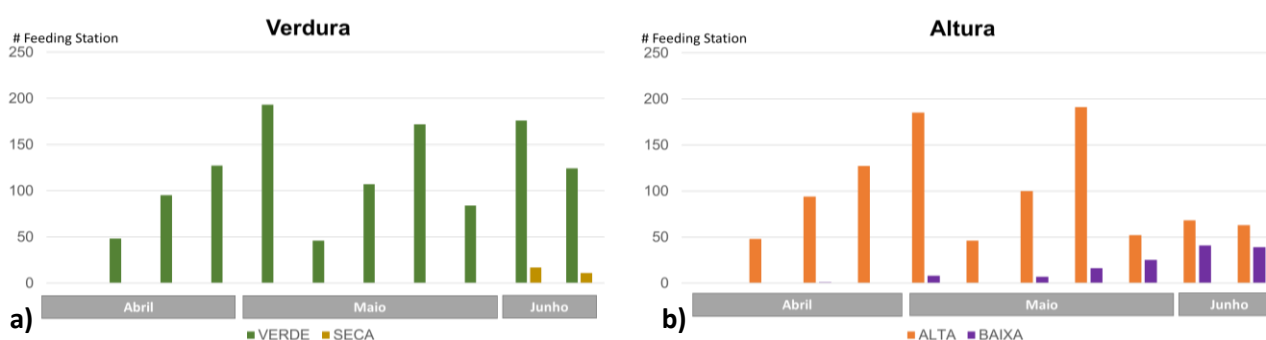 Verdura
# Feeding Station
250
200
150
100
50
0
Abril Maio Junho
a)
VERDE SECA
Altura
# Feeding Station
250
200
150
100
50
0
Abril Maio Junho
b)
ALTA BAIXA